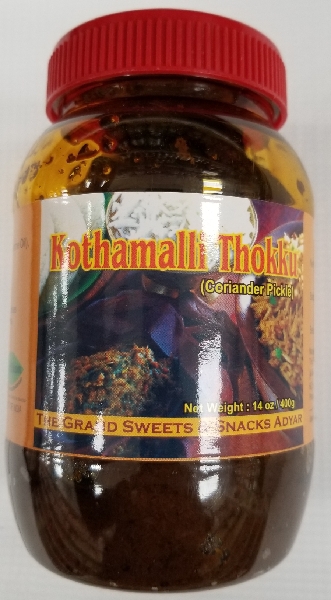 Kothamalli Thokku
(Coriander Pickle)
Net Weight : 14 oz / 400g
THE GRAND SWEETS & SNACKS ADYAR